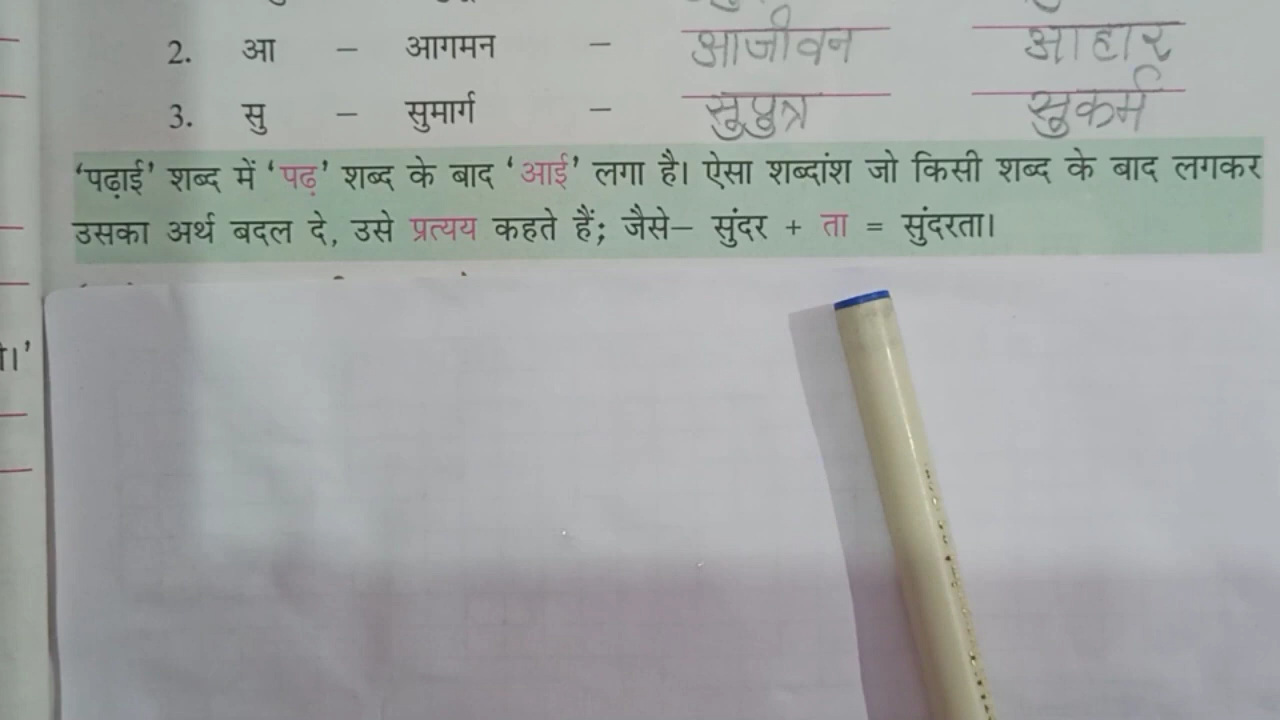 2. आ – आगमन – आजीवन आहार
3. सु – सुमार्ग – सुपुत्र सुकर्म
‘पढ़ाई’ शब्द में ‘पढ़’ शब्द के बाद ‘आई’ लगा है। ऐसा शब्दांश जो किसी शब्द के बाद लगकर
उसका अर्थ बदल दे, उसे प्रत्यय कहते हैं; जैसे– सुंदर + ता = सुंदरता।